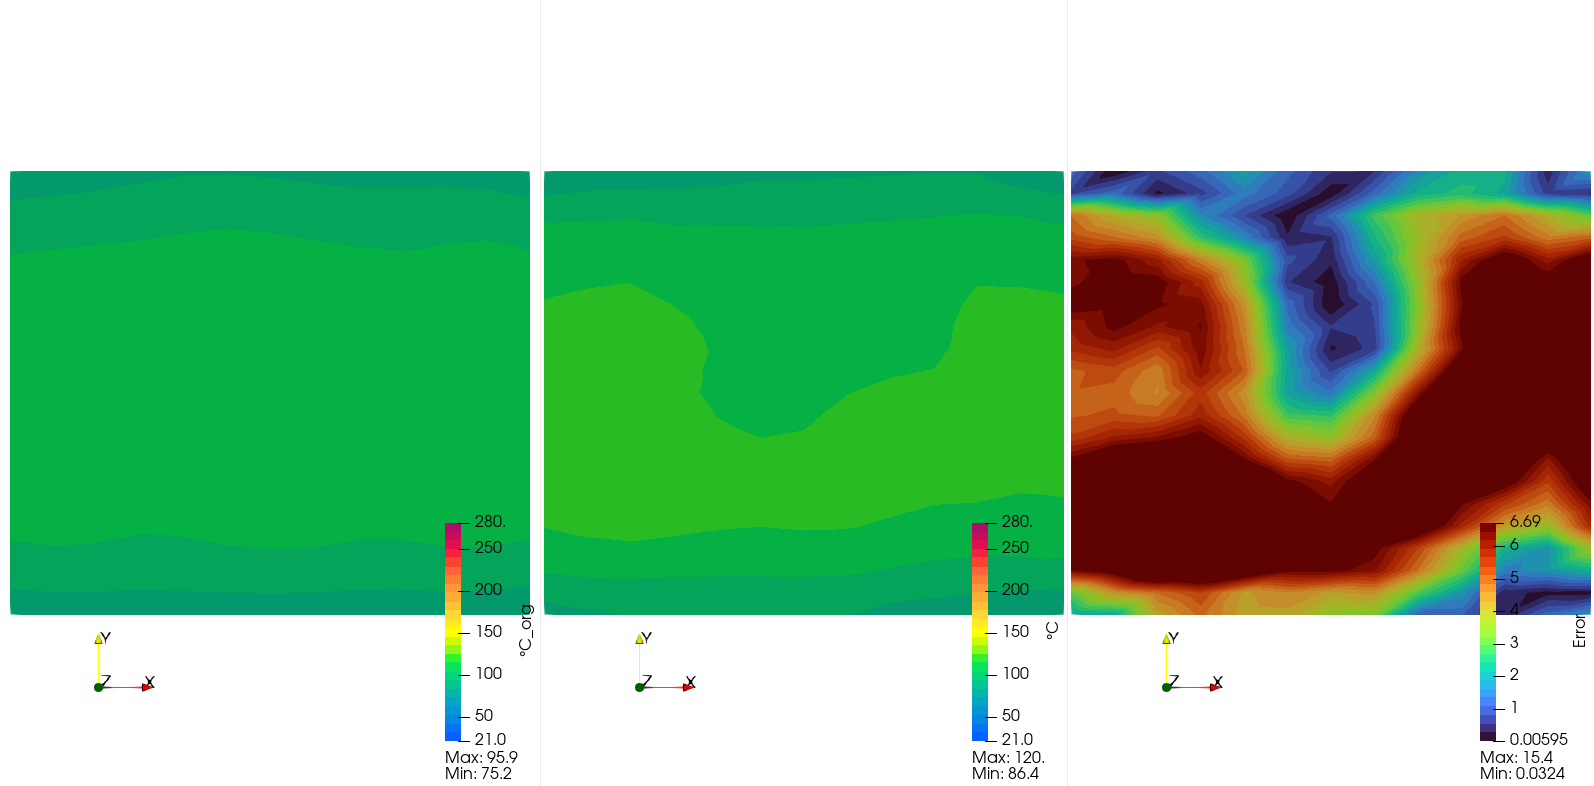 280.
250
200
150
100
50
21.0
°C_org
Max: 95.9
Min: 75.2
Y
Z
X
280.
250
200
150
100
50
21.0
°C
Max: 120.
Min: 86.4
Y
Z
X
6.69
6
5
4
3
2
1
0.00595
Error
Max: 15.4
Min: 0.0324
Y
Z
X